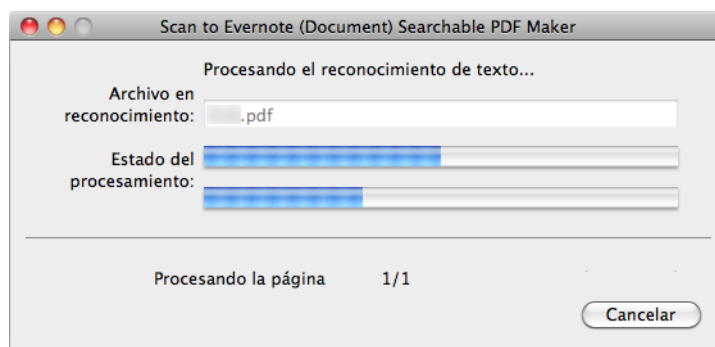 Scan to Evernote (Document) Searchable PDF Maker
Procesando el reconocimiento de texto...
Archivo en
reconocimiento:
.pdf
Estado del
procesamiento:
Procesando la página 1/1
Cancelar